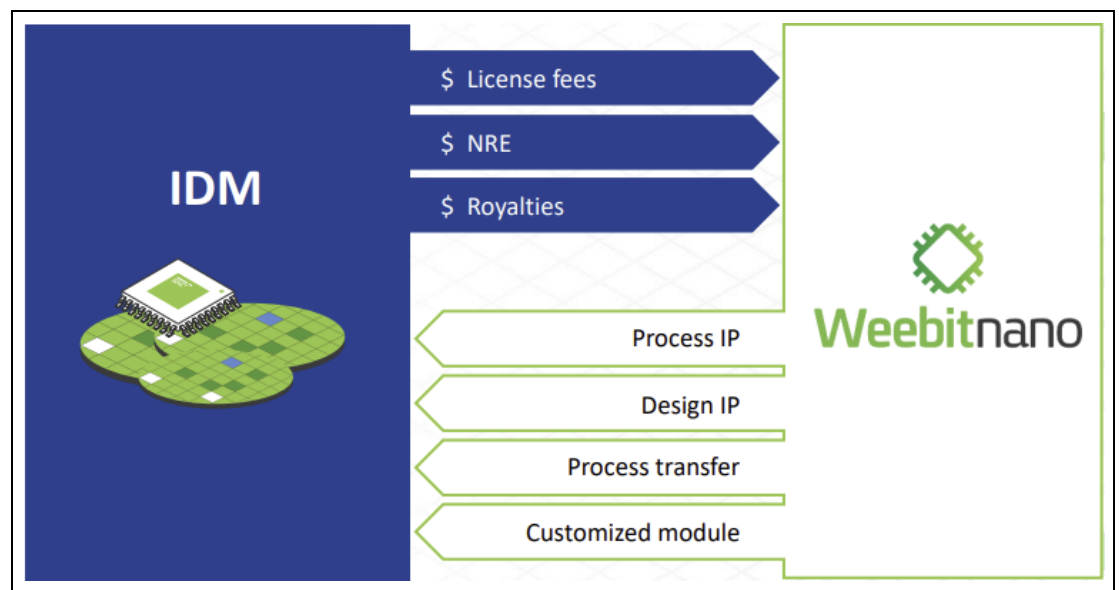 IDM
$ License fees
$ NRE
$ Royalties
Process IP
Design IP
Process transfer
Customized module
Weebitnano